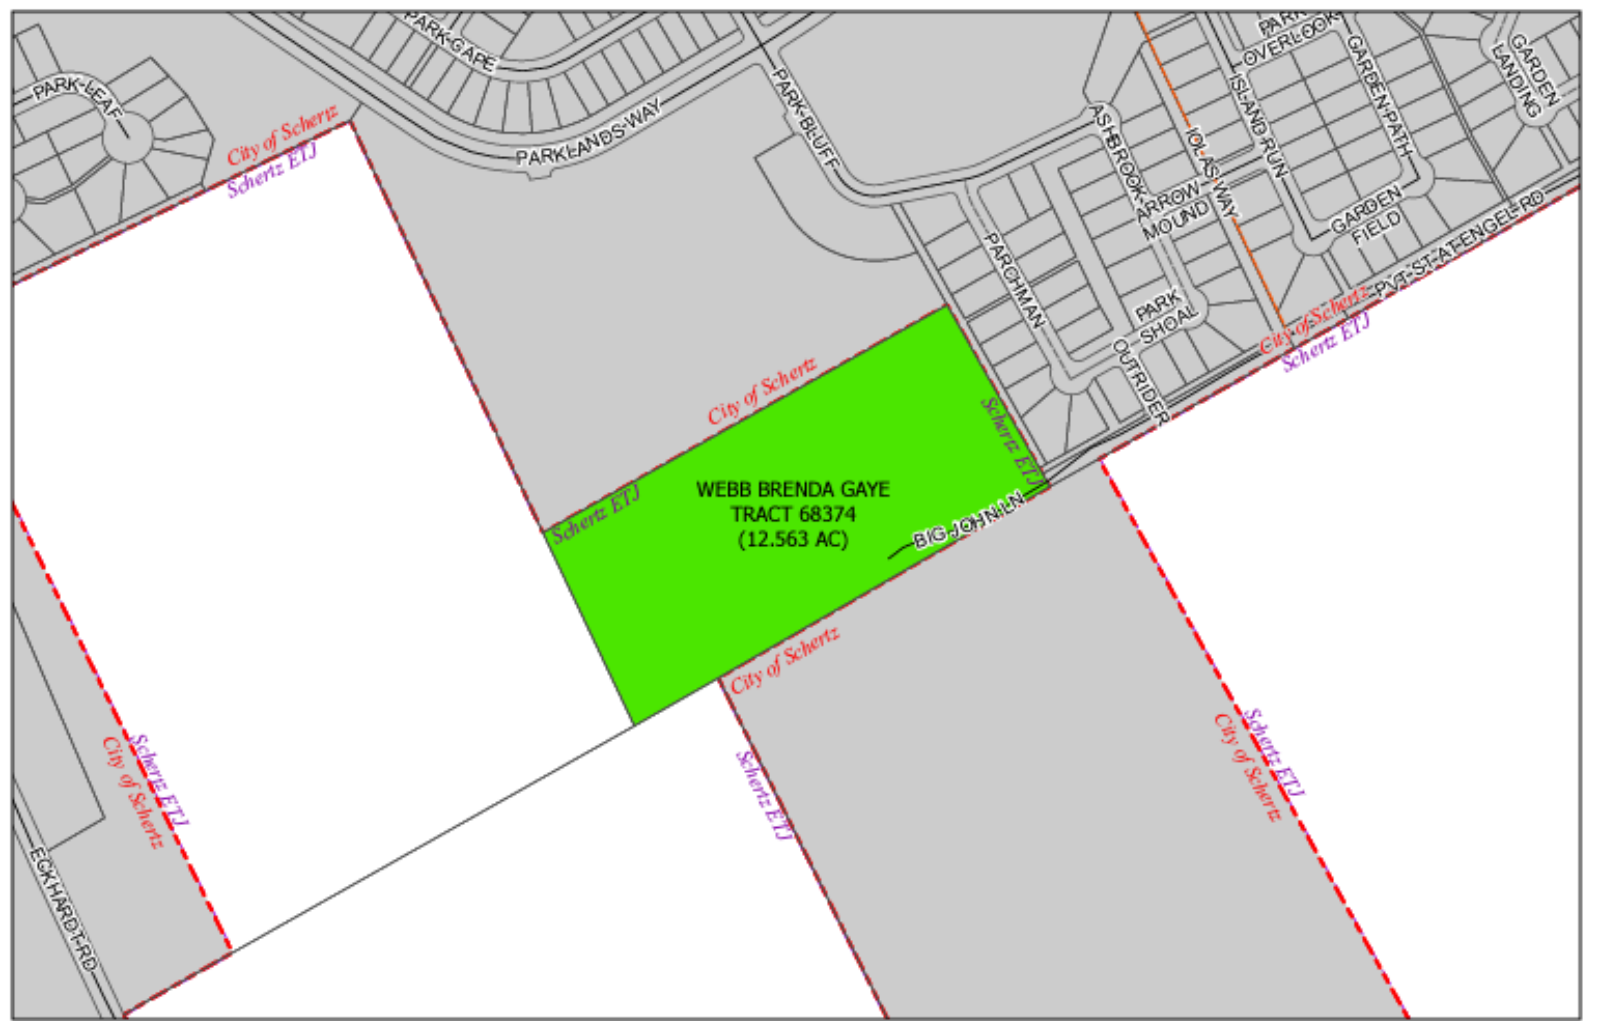 PARK-CAPE
PARK
OVERLOOK
GARDEN
LANDING
PARK-LEAF
PARKLANDS-WAY
PARK-BLUFF
ISLAND RUN
GARDEN-PATH
City of Schertz
Schertz ETJ
ASHBROOK
IOLAS WAY
ARROW
MOUND
GARDEN
FIELD
PVT-ST-AT-ENGEL-RD
PARCHMAN
PARK
SHOAL
OUTRIDER
City of Schertz
Schertz ETJ
City of Schertz
Schertz ETJ
Schertz ETJ
WEBB BRENDA GAYE
TRACT 68374
(12.563 AC)
BIG-JOHN-LN
City of Schertz
Schertz ETJ
Schertz ETJ
City of Schertz
Schertz ETJ
City of Schertz
ECKHARDT-RD